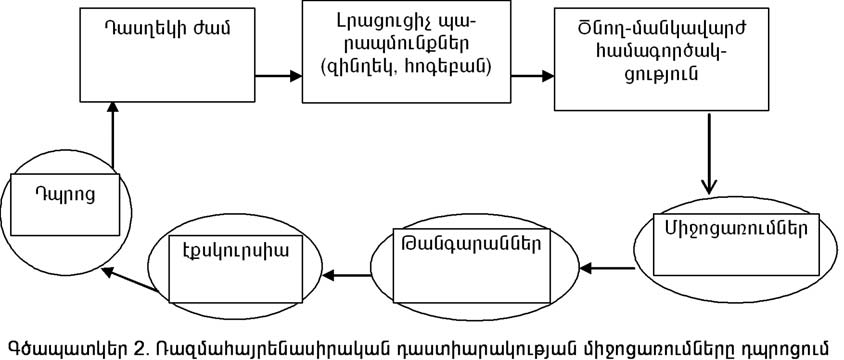 Դասղեկի ժամ
Լրացուցիչ պա-
րապմունքներ
(զինղեկ, հոգեբան)
Ծնող-մանկավարժ
համագործակ-
ցություն
Դպրոց
էքսկուրսիա
Թանգարաններ
Միջոցառումներ
Գծապատկեր 2. Ռազմահայրենասիրական դաստիարակության միջոցառումները դպրոցում